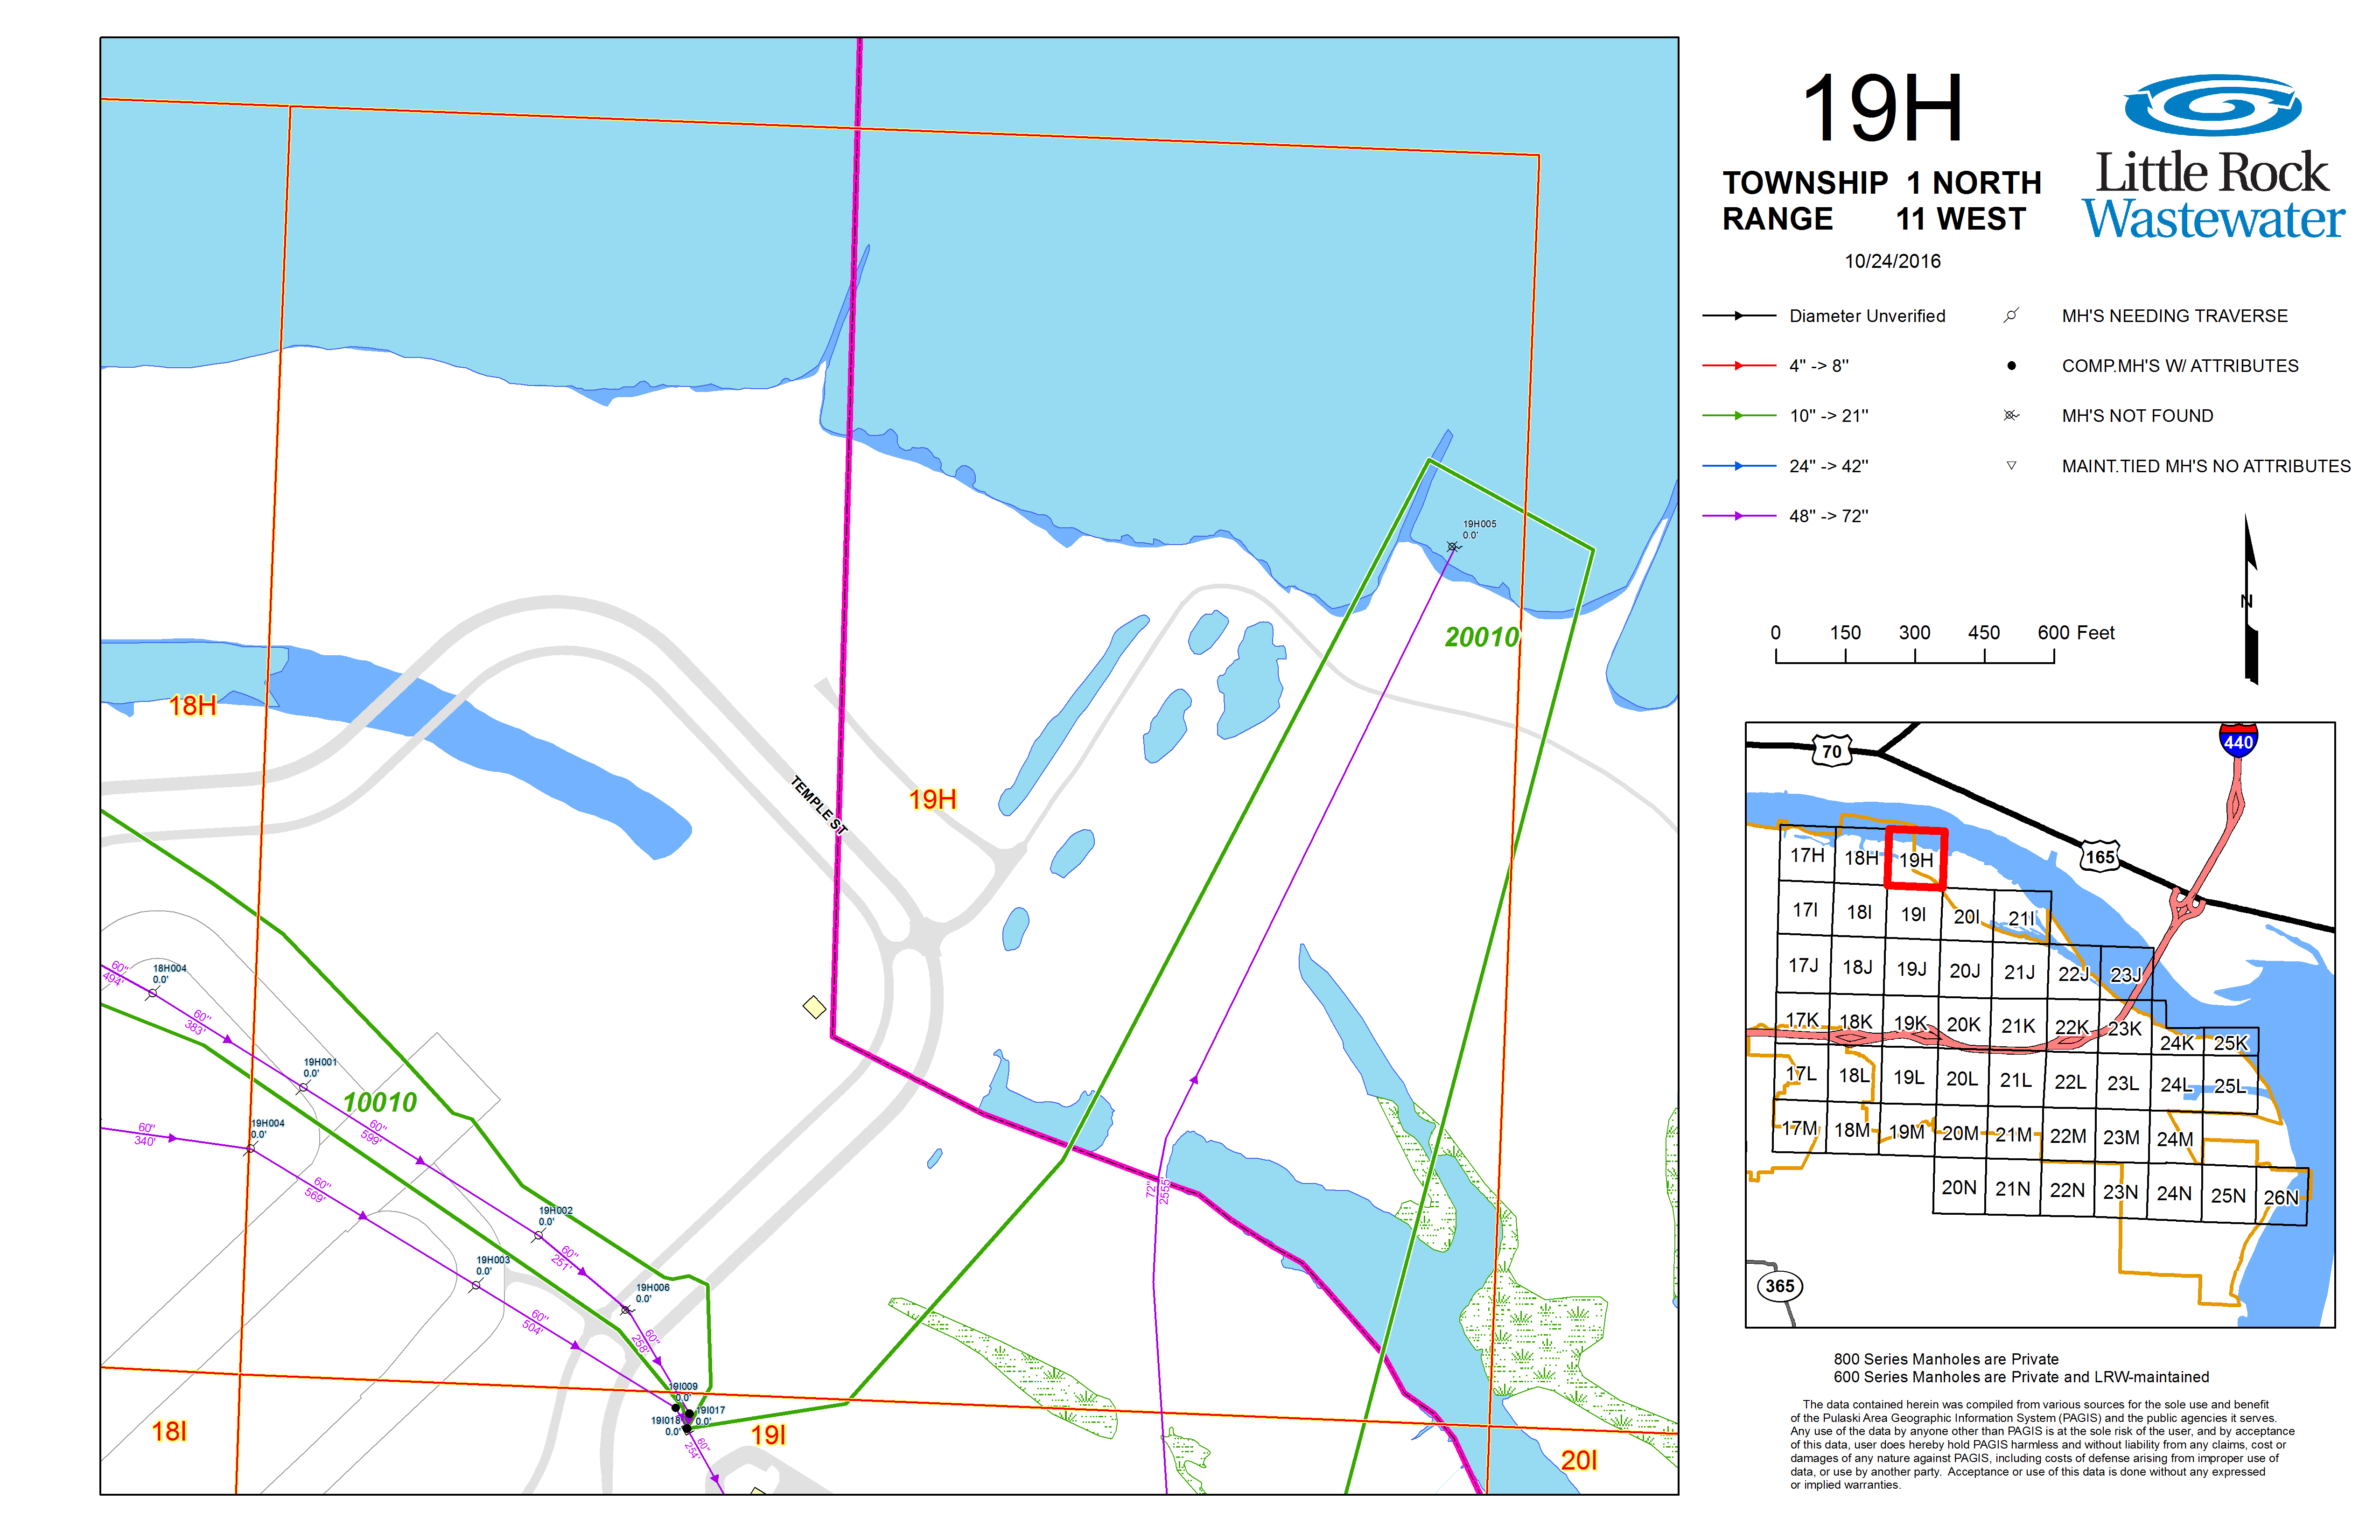 19H
TOWNSHIP 1 NORTH
RANGE 11 WEST
10/24/2016
Little Rock
Wastewater
Diameter Unverified
4" -> 8"
10" -> 21"
24" -> 42"
48" -> 72"
MH'S NEEDING TRAVERSE
COMP.MH'S W/ ATTRIBUTES
MH'S NOT FOUND
MAINT.TIED MH'S NO ATTRIBUTES
N
0 150 300 450 600 Feet
19H005
0.0'
20010
18H
19H
TEMPLE ST
60"
494'
18H004
0.0'
60"
383'
19H001
0.0'
10010
60"
340'
19H004
0.0'
60"
599'
60"
569'
72"
2555'
19H002
0.0'
60"
251'
19H003
0.0'
19H006
0.0'
60"
504'
60"
258'
19I009
0.0'
19I017
0.0'
19I018
0.0'
60"
254'
18I
19I
20I
440
70
165
17H 18H 19H
17I 18I 19I 20I 21I
17J 18J 19J 20J 21J 22J 23J
17K 18K 19K 20K 21K 22K 23K 24K 25K
17L 18L 19L 20L 21L 22L 23L 24L 25L
17M 18M 19M 20M 21M 22M 23M 24M
20N 21N 22N 23N 24N 25N 26N
365
800 Series Manholes are Private
600 Series Manholes are Private and LRW-maintained
The data contained herein was compiled from various sources for the sole use and benefit
of the Pulaski Area Geographic Information System (PAGIS) and the public agencies it serves.
Any use of the data by anyone other than PAGIS is at the sole risk of the user, and by acceptance
of this data, user does hereby hold PAGIS harmless and without liability from any claims, cost or
damages of any nature against PAGIS, including costs of defense arising from improper use of
data, or use by another party. Acceptance or use of this data is done without any expressed
or implied warranties.